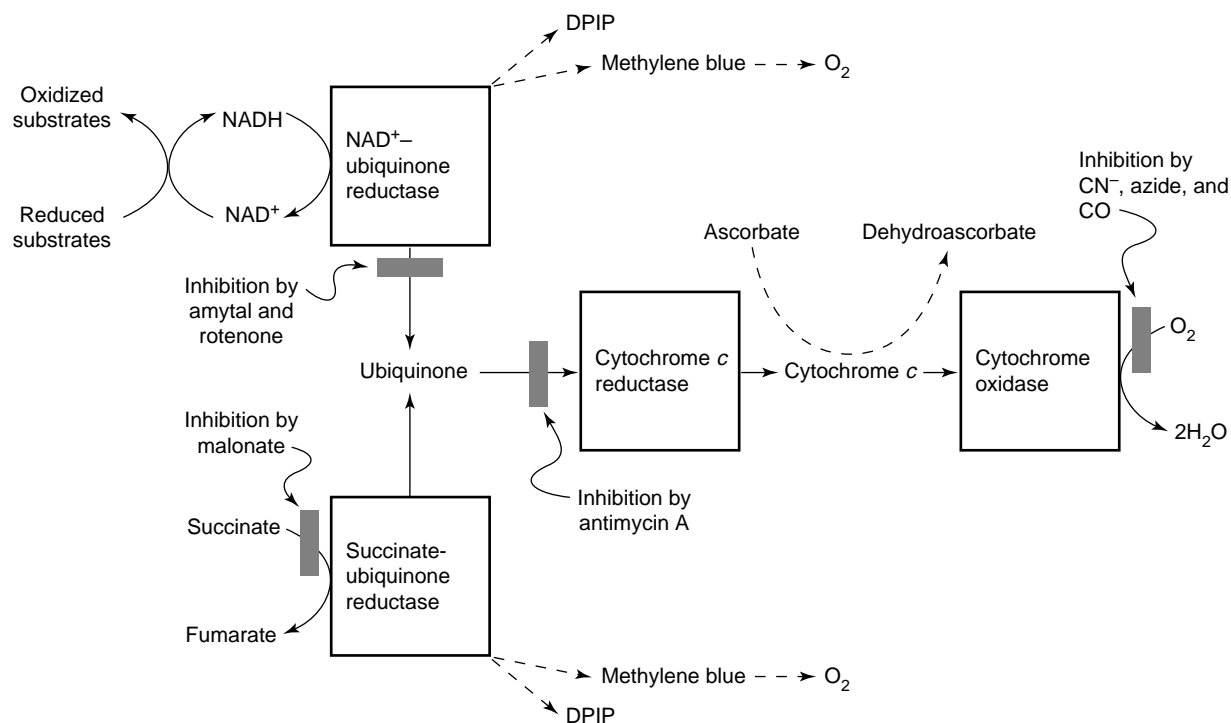 DPIP
Methylene blue
O2
Oxidized
substrates
NADH
NAD+–
ubiquinone
reductase
Reduced
substrates
NAD+
Inhibition by
CN–, azide, and
CO
Ascorbate
Dehydroascorbate
Inhibition by
amytal and
rotenone
Ubiquinone
Cytochrome c
reductase
Cytochrome c
Cytochrome
oxidase
O2
2H2O
Inhibition by
malonate
Inhibition by
antimycin A
Succinate
Succinate-
ubiquinone
reductase
Fumarate
Methylene blue
O2
DPIP